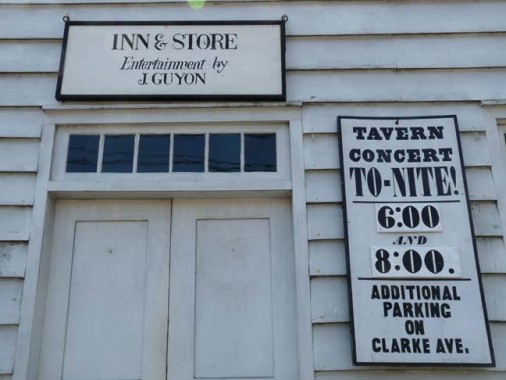 INN & STORE
Entertainment by
J. GUYON
TAVERN
CONCERT
TO-NITE!
6:00
AND
8:00.
ADDITIONAL
PARKING
ON
CLARKE AVE.